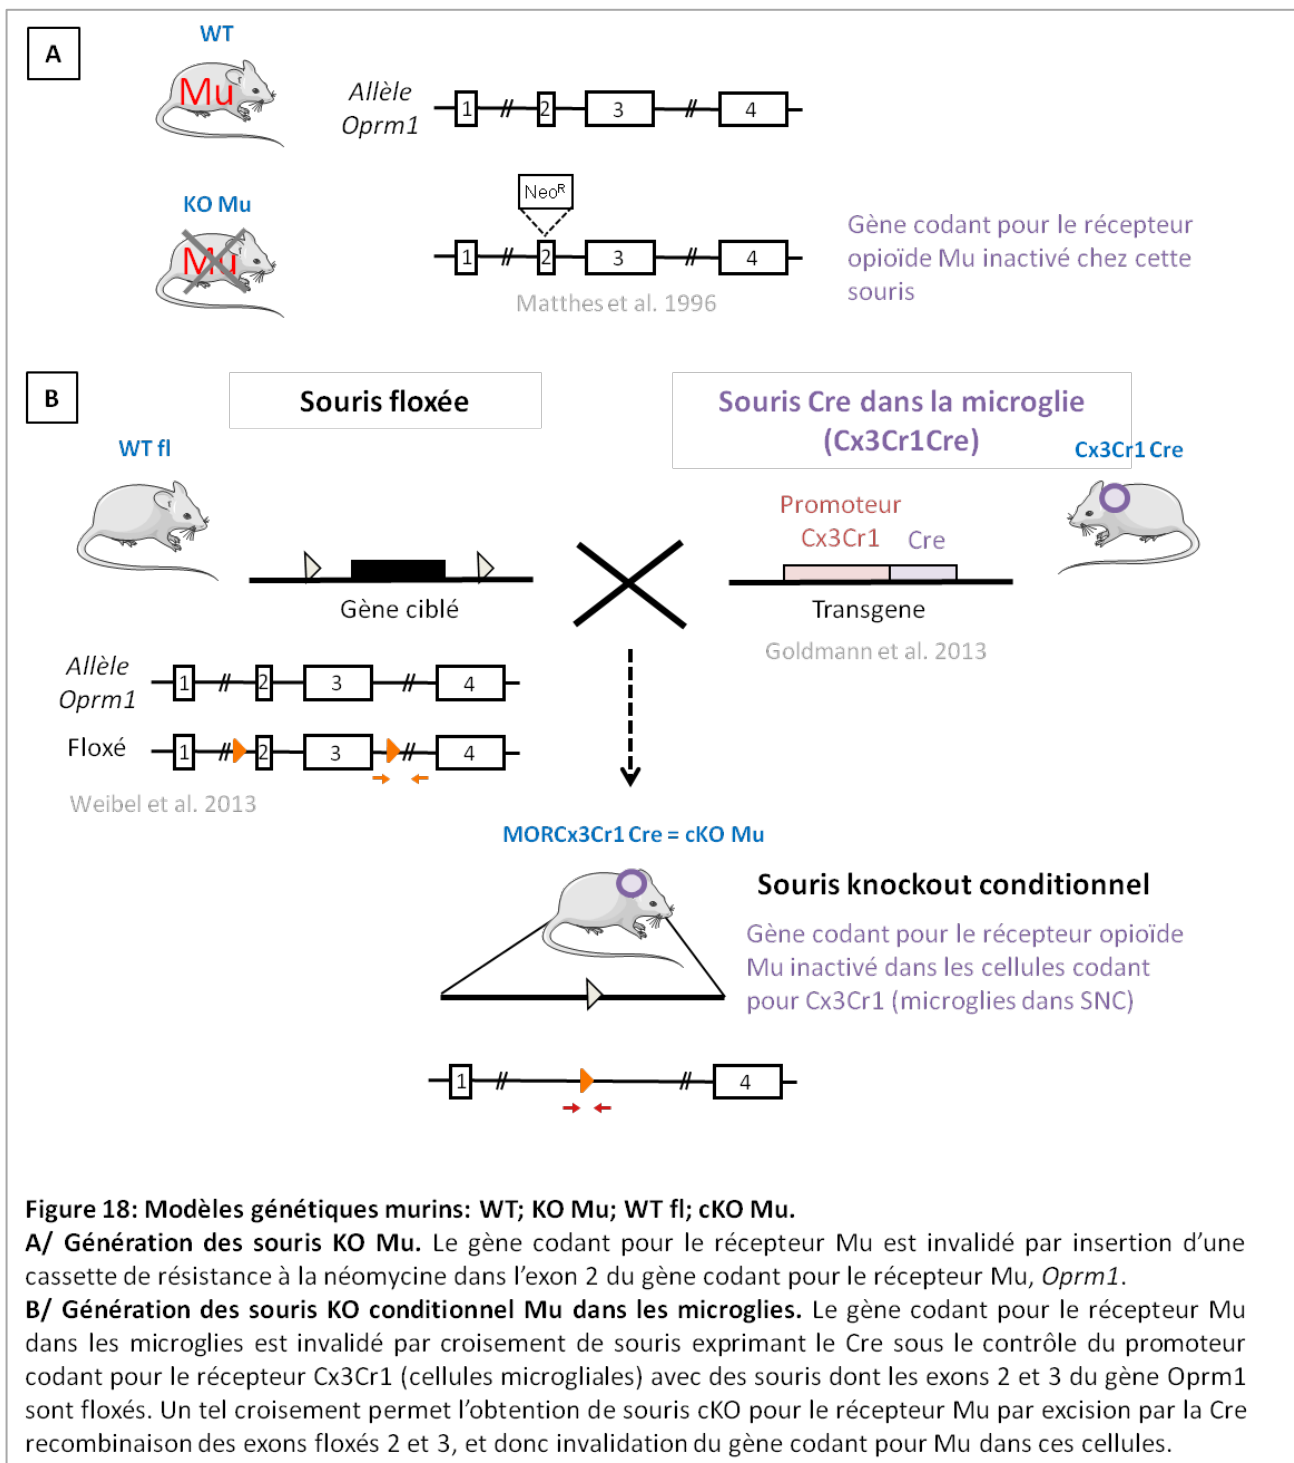 A
WT
Mu
Allèle
Oprm1
1 // 2 3 // 4
KO Mu
Mu
Neo^R
1 // 2 3 // 4
Matthes et al. 1996
Gène codant pour le récepteur
opioïde Mu inactivé chez cette
souris
B
Souris floxée
WT fl
Gène ciblé
Souris Cre dans la microglie
(Cx3Cr1Cre)
Cx3Cr1 Cre
Promoteur
Cx3Cr1 Cre
Transgene
Goldmann et al. 2013
Allèle
Oprm1
1 // 2 3 // 4
Floxé
1 // 2 3 // 4
Weibel et al. 2013
MORCx3Cr1 Cre = cKO Mu
Souris knockout conditionnel
Gène codant pour le récepteur opioïde
Mu inactivé dans les cellules codant
pour Cx3Cr1 (microglies dans SNC)
1 // // 4
Figure 18: Modèles génétiques murins: WT; KO Mu; WT fl; cKO Mu.
A/ Génération des souris KO Mu. Le gène codant pour le récepteur Mu est invalidé par insertion d’une
cassette de résistance à la néomycine dans l’exon 2 du gène codant pour le récepteur Mu, Oprm1.
B/ Génération des souris KO conditionnel Mu dans les microglies. Le gène codant pour le récepteur Mu
dans les microglies est invalidé par croisement de souris exprimant le Cre sous le contrôle du promoteur
codant pour le récepteur Cx3Cr1 (cellules microgliales) avec des souris dont les exons 2 et 3 du gène Oprm1
sont floxés. Un tel croisement permet l’obtention de souris cKO pour le récepteur Mu par excision par la Cre
recombinaison des exons floxés 2 et 3, et donc invalidation du gène codant pour Mu dans ces cellules.